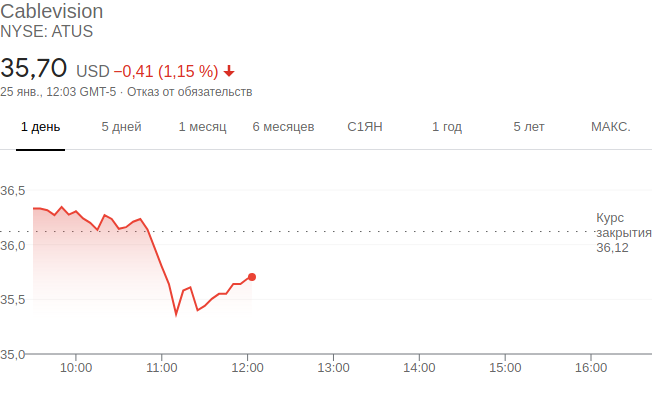 Cablevision
NYSE: ATUS
35,70 USD −0,41 (1,15 %)
25 янв., 12:03 GMT-5 · Отказ от обязательств
1 день 5 дней 1 месяц 6 месяцев С1ЯН 1 год 5 лет МАКС.
36,5
Курс
закрытия
36,12
36,0
35,5
35,0
10:00 11:00 12:00 13:00 14:00 15:00 16:00